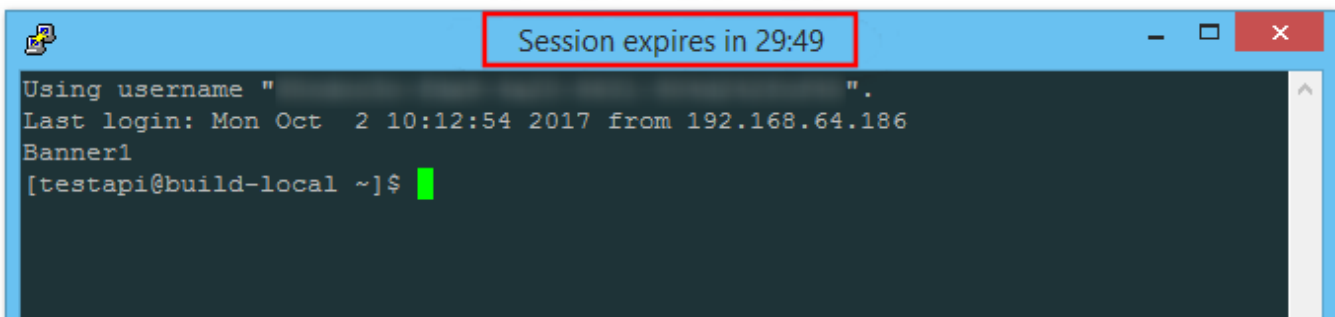 Session expires in 29:49
Using username "                    ".
Last login: Mon Oct  2 10:12:54 2017 from 192.168.64.186
Banner1
[testapi@build-local ~]$